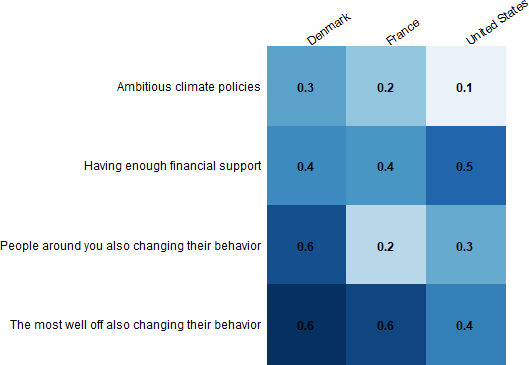 Denmark France United States
Ambitious climate policies 0.3 0.2 0.1
Having enough financial support 0.4 0.4 0.5
People around you also changing their behavior 0.6 0.2 0.3
The most well off also changing their behavior 0.6 0.6 0.4